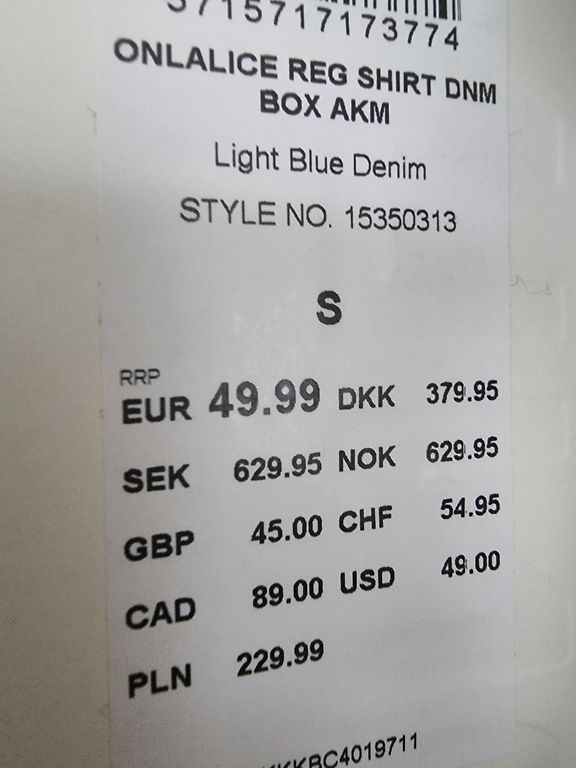 5715717173774
ONLALICE REG SHIRT DNM
BOX AKM
Light Blue Denim
STYLE NO. 15350313
S
RRP
EUR 49.99 DKK 379.95
SEK 629.95 NOK 629.95
GBP 45.00 CHF 54.95
CAD 89.00 USD 49.00
PLN 229.99